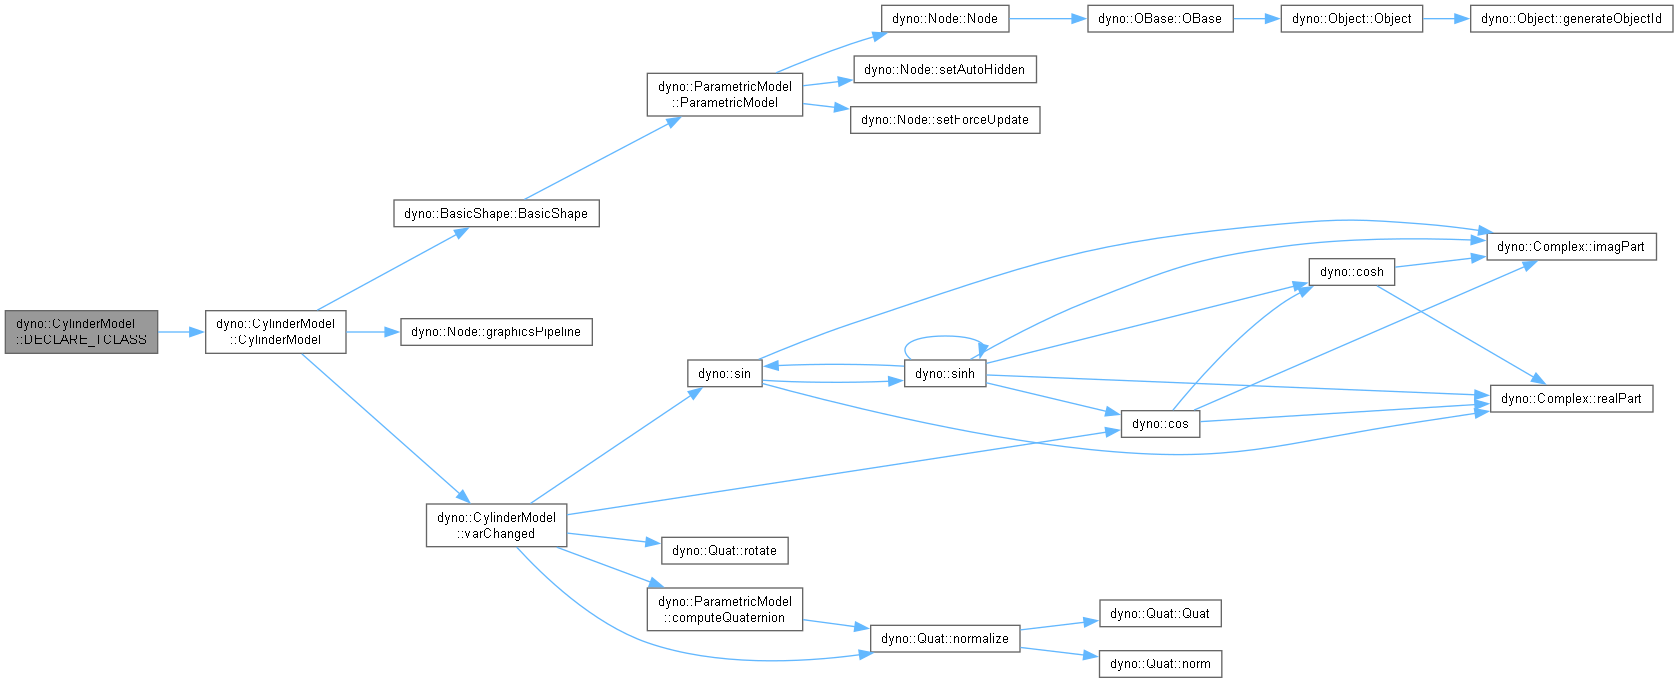 dyno::Node::Node
dyno::OBase::OBase
dyno::Object::Object
dyno::Object::generateObjectId
dyno::Node::setAutoHidden
dyno::ParametricModel
::ParametricModel
dyno::Node::setForceUpdate
dyno::BasicShape::BasicShape
dyno::Complex::imagPart
dyno::cosh
dyno::CylinderModel
::DECLARE_TCLASS
dyno::CylinderModel
::CylinderModel
dyno::Node::graphicsPipeline
dyno::sin
dyno::sinh
dyno::Complex::realPart
dyno::cos
dyno::CylinderModel
::varChanged
dyno::Quat::rotate
dyno::ParametricModel
::computeQuaternion
dyno::Quat::Quat
dyno::Quat::normalize
dyno::Quat::norm